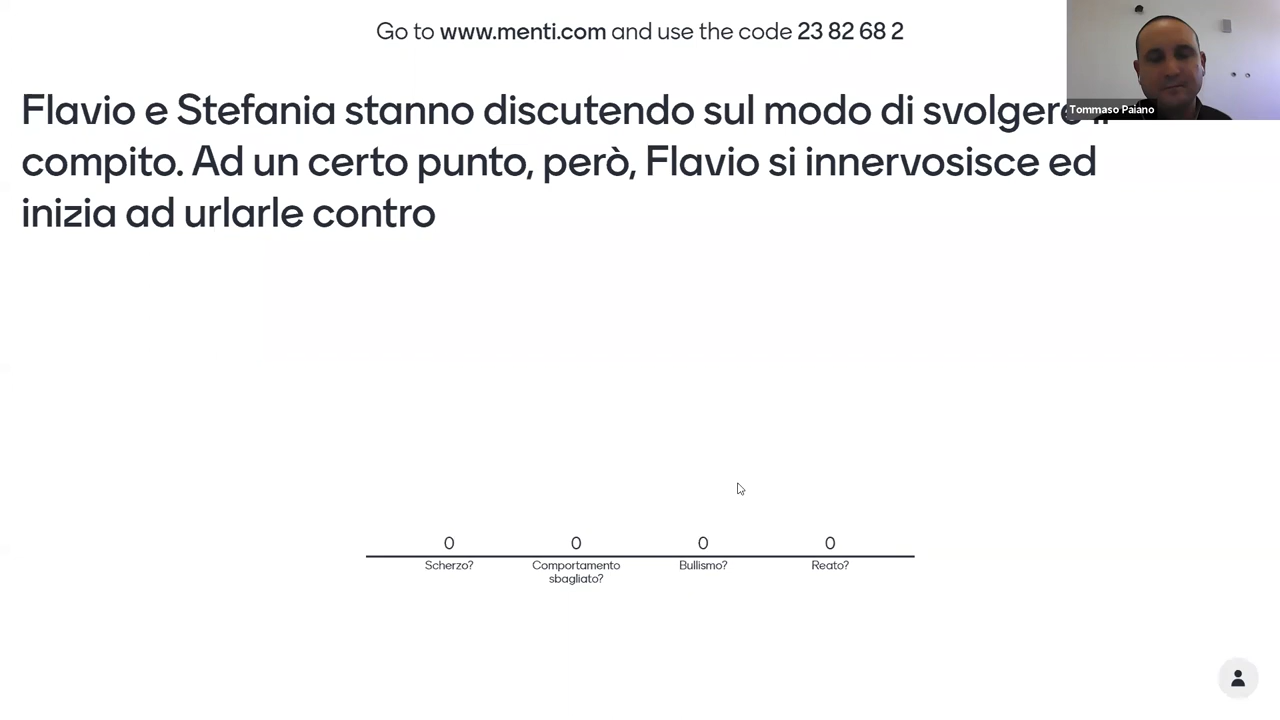 Go to www.menti.com and use the code 23 82 68 2
Flavio e Stefania stanno discutendo sul modo di svolgere
Tommaso Paiano
compito. Ad un certo punto, però, Flavio si innervosisce ed
inizia ad urlarle contro
0 0 0 0
Scherzo? Comportamento sbagliato? Bullismo? Reato?